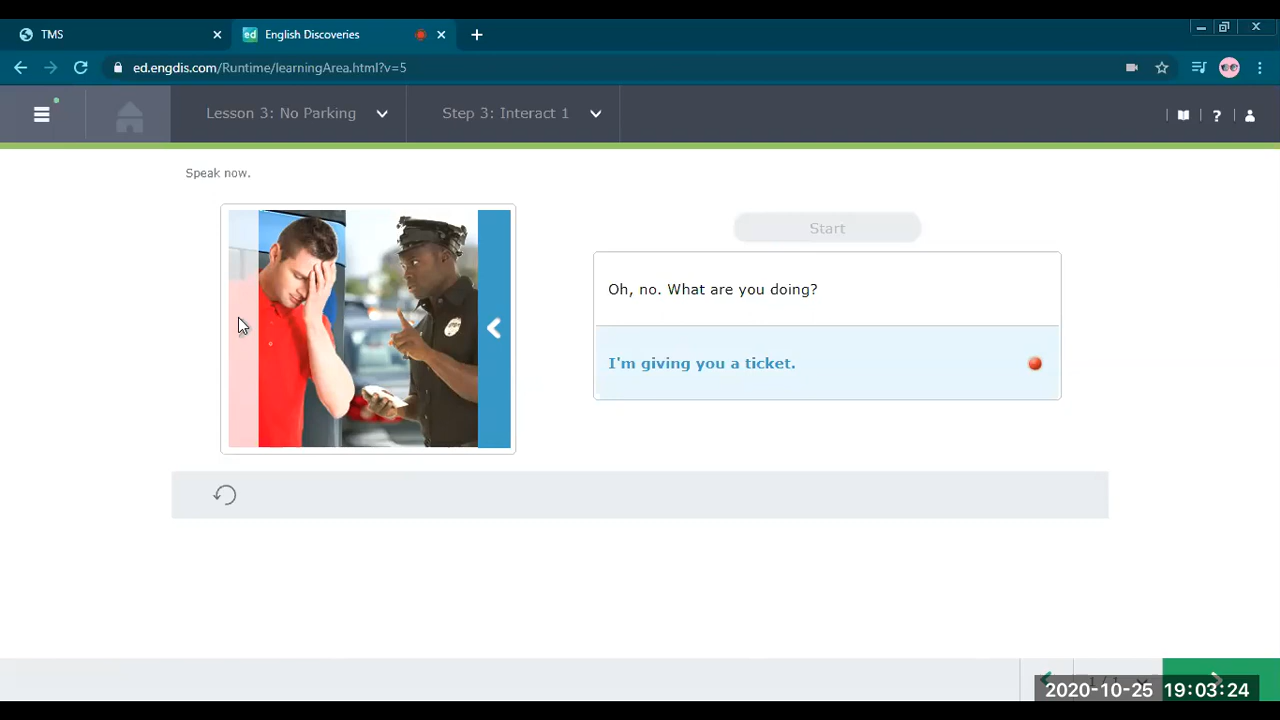 TMS
English Discoveries
ed.engdis.com/Runtime/learningArea.html?v=5
Lesson 3: No Parking
Step 3: Interact 1
?
Speak now.
Start
Oh, no. What are you doing?
I'm giving you a ticket.
2020-10-25 19:03:24